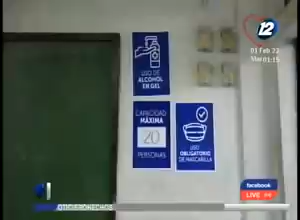 12
01 Feb 22
Mar 01:15
USO DE
ALCOHOL
EN GEL
CAPACIDAD
MÁXIMA
20
PERSONAS
USO
OBLIGATORIO
DE MASCARILLA
facebook
LIVE